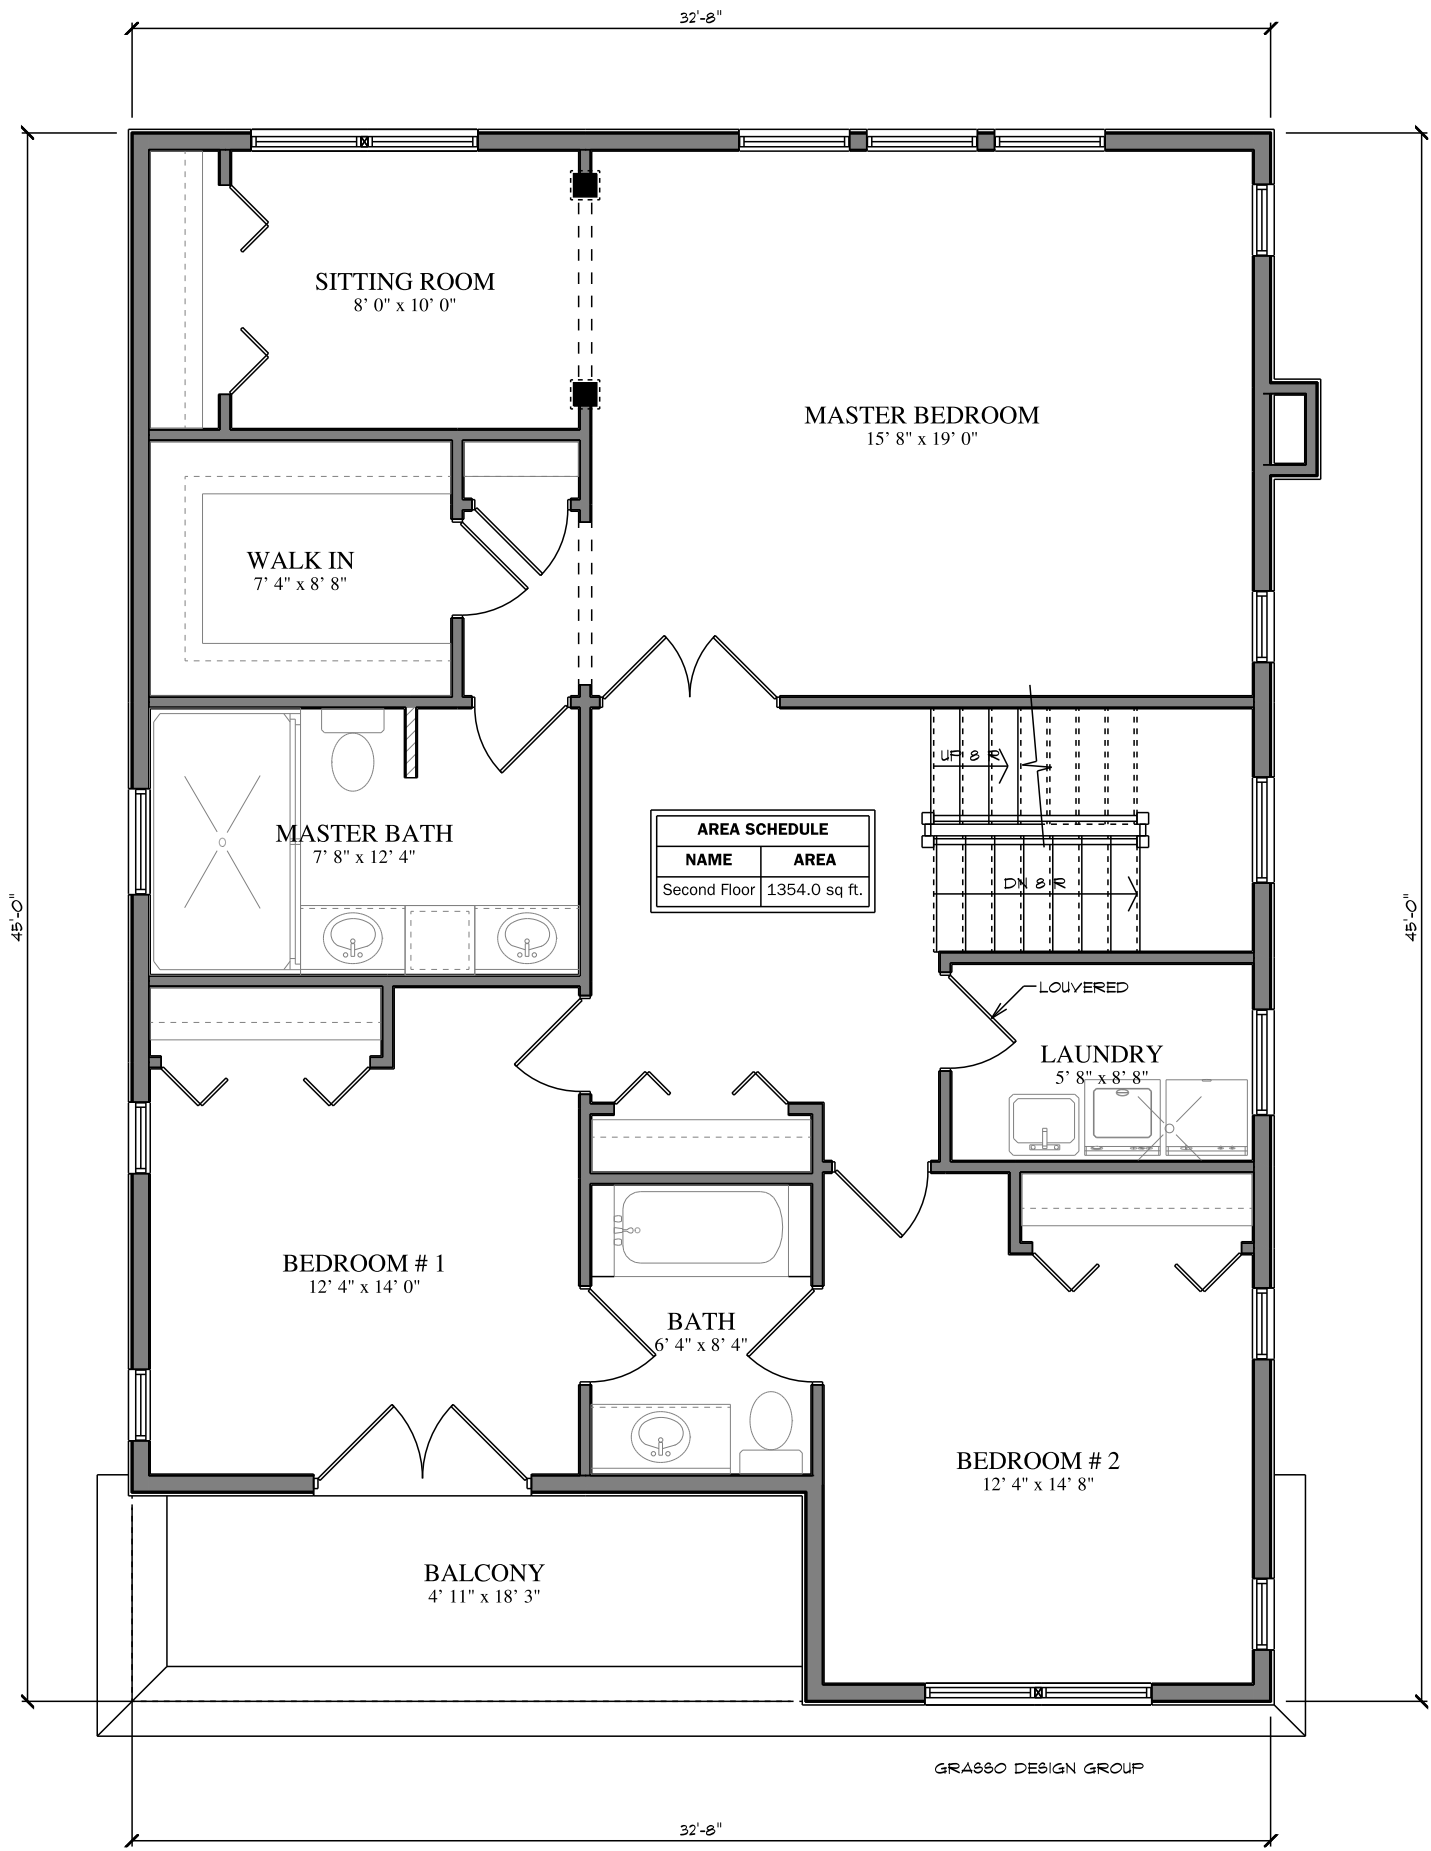 32'-8"
SITTING ROOM
8' 0" x 10' 0"
MASTER BEDROOM
15' 8" x 19' 0"
WALK IN
7' 4" x 8' 8"
UP 8 R
MASTER BATH
7' 8" x 12' 4"
AREA SCHEDULE
NAME AREA
Second Floor 1354.0 sq ft.
DN 8 R
45'-0"
45'-0"
LOUVERED
LAUNDRY
5' 8" x 8' 8"
BEDROOM # 1
12' 4" x 14' 0"
BATH
6' 4" x 8' 4"
BEDROOM # 2
12' 4" x 14' 8"
BALCONY
4' 11" x 18' 3"
GRASSO DESIGN GROUP
32'-8"